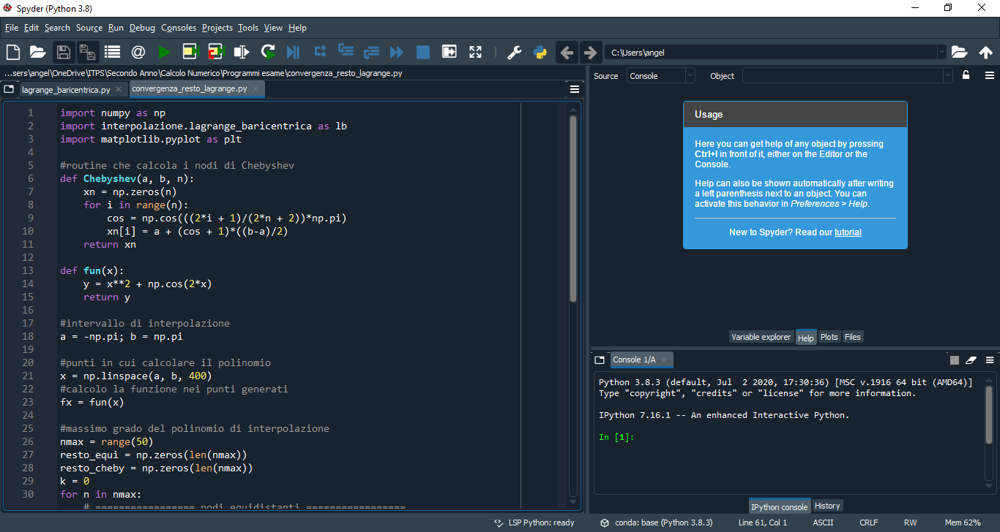 Spyder (Python 3.8)
File Edit Search Source Run Debug Consoles Projects Tools View Help
C:\Users\angel
...sers\angel\OneDrive\ITPS\Secondo Anno\Calcolo Numerico\Programmi esame\convergenza_resto_lagrange.py
lagrange_baricentrica.py
convergenza_resto_lagrange.py
1 import numpy as np
2 import interpolazione.lagrange_baricentrica as lb
3 import matplotlib.pyplot as plt
4
5 #routine che calcola i nodi di Chebyshev
6 def Chebyshev(a, b, n):
7 xn = np.zeros(n)
8 for i in range(n):
9 cos = np.cos(((2*i + 1)/(2*n + 2))*np.pi)
10 xn[i] = a + (cos + 1)*((b-a)/2)
11 return xn
12
13 def fun(x):
14 y = x**2 + np.cos(2*x)
15 return y
16
17 #intervallo di interpolazione
18 a = -np.pi; b = np.pi
19
20 #punti in cui calcolare il polinomio
21 x = np.linspace(a, b, 400)
22 #calcolo la funzione nei punti generati
23 fx = fun(x)
24
25 #massimo grado del polinomio di interpolazione
26 nmax = range(50)
27 resto_equi = np.zeros(len(nmax))
28 resto_cheby = np.zeros(len(nmax))
29 k = 0
30 for n in nmax:
# ================= nodi equidistanti =================
Source Console Object
Usage
Here you can get help of any object by pressing
Ctrl+I in front of it, either on the Editor or the
Console.
Help can also be shown automatically after writing
a left parenthesis next to an object. You can
activate this behavior in Preferences > Help.
New to Spyder? Read our tutorial
Variable explorer Help Plots Files
Console 1/A
Python 3.8.3 (default, Jul  2 2020, 17:30:36) [MSC v.1916 64 bit (AMD64)]
Type "copyright", "credits" or "license" for more information.
IPython 7.16.1 -- An enhanced Interactive Python.
In [1]:
IPython console History
LSP Python: ready conda: base (Python 3.8.3) Line 61, Col 1 ASCII CRLF RW Mem 62%